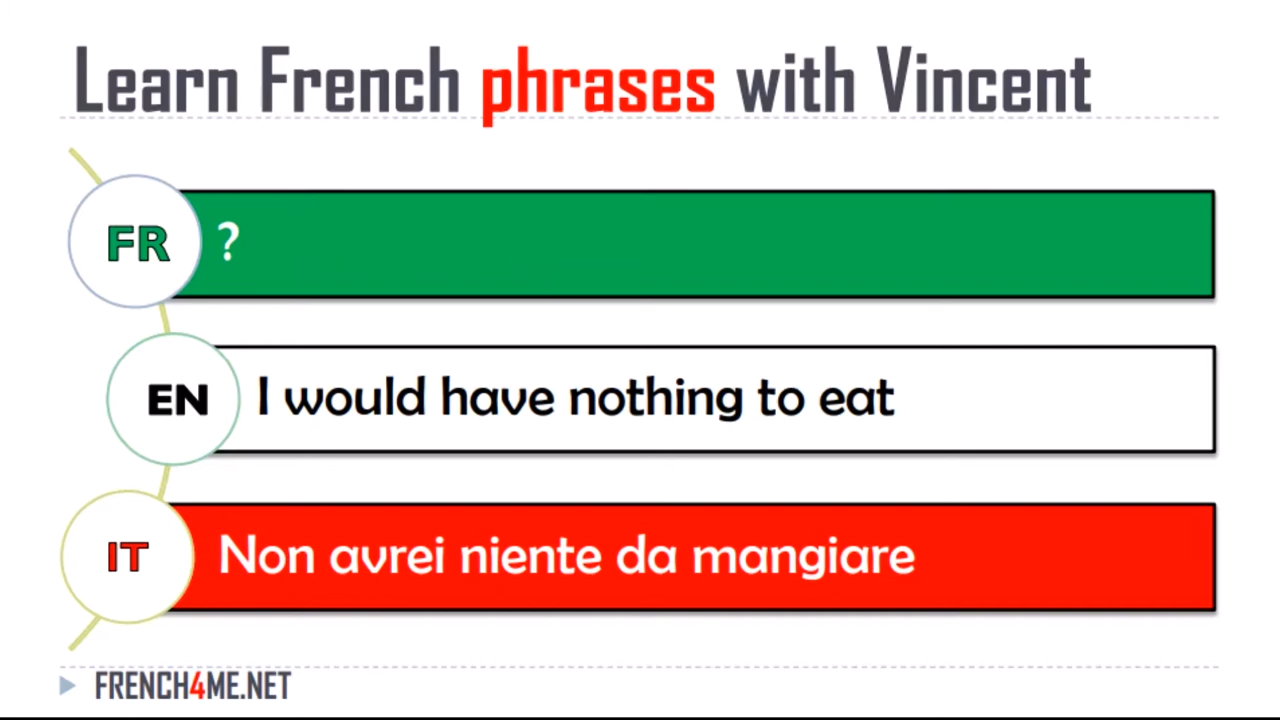 Learn French phrases with Vincent
FR ?
EN I would have nothing to eat
IT Non avrei niente da mangiare
FRENCH4ME.NET